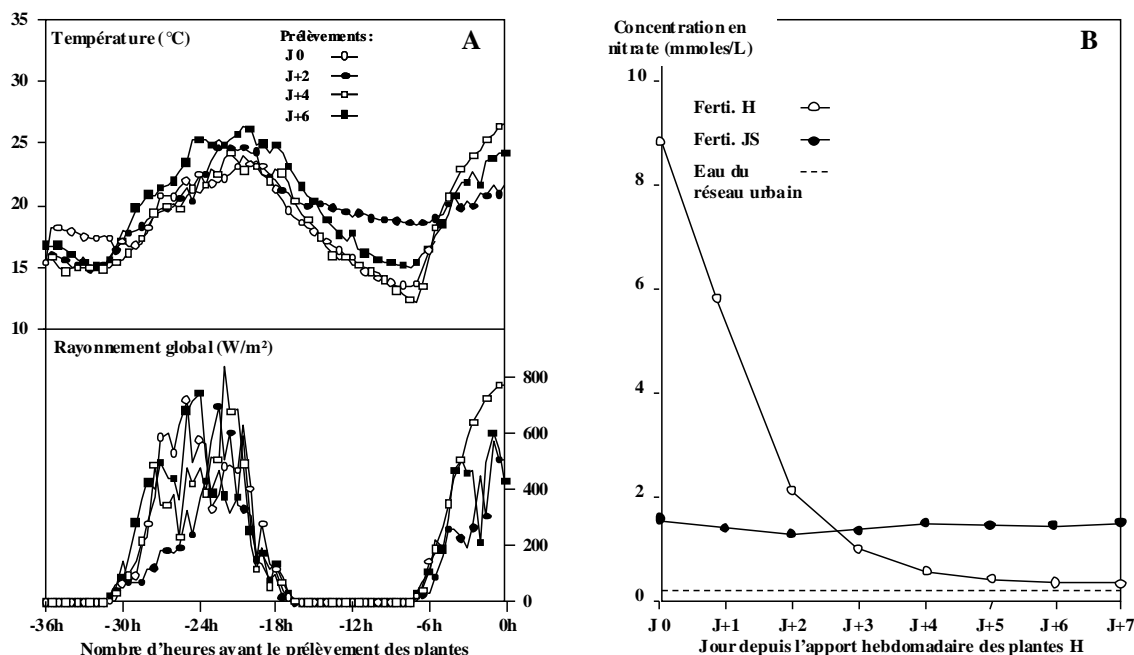 35
30
25
20
15
10
Température (°C)
Prélèvements :
J0
J+2
J+4
J+6
A
Rayonnement global (W/m²)
800
600
400
200
0
-36h
-30h
-24h
-18h
-12h
-6h
0h
Nombre d'heures avant le prélèvement des plantes
Concentration en
nitrate (mmoles/L)
B
10
8
6
4
2
0
Ferti. H
Ferti. JS
Eau du
réseau urbain
J 0
J+1
J+2
J+3
J+4
J+5
J+6
J+7
Jour depuis l'apport hebdomadaire des plantes H